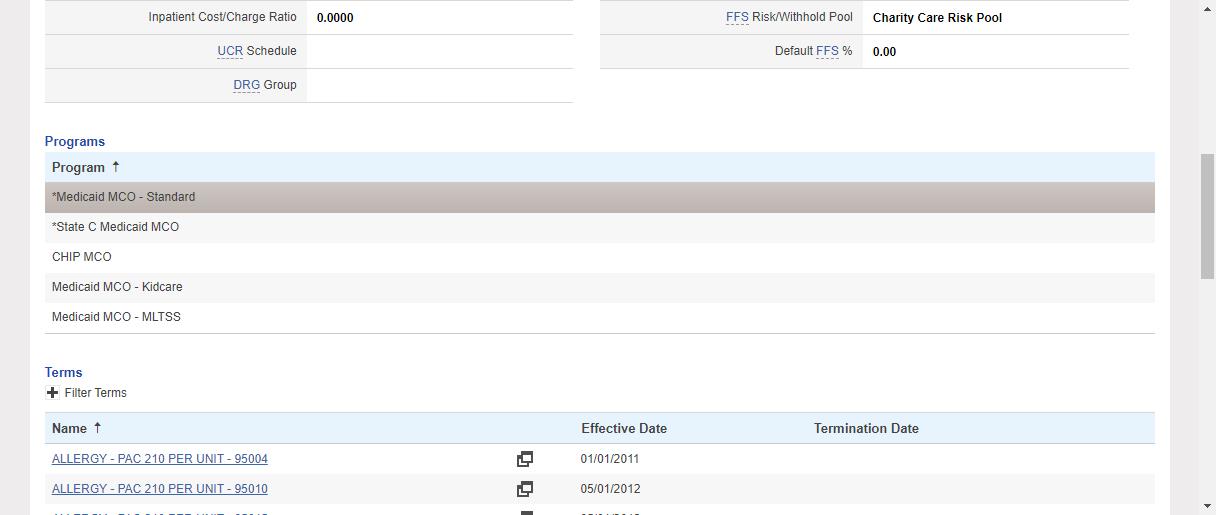 Inpatient Cost/Charge Ratio 0.0000 FFS Risk/Withhold Pool Charity Care Risk Pool
UCR Schedule Default FFS % 0.00
DRG Group
Programs
Program ↑
*Medicaid MCO - Standard
*State C Medicaid MCO
CHIP MCO
Medicaid MCO - Kidcare
Medicaid MCO - MLTSS
Terms
Filter Terms
Name ↑ Effective Date Termination Date
ALLERGY - PAC 210 PER UNIT - 95004 01/01/2011
ALLERGY - PAC 210 PER UNIT - 95010 05/01/2012